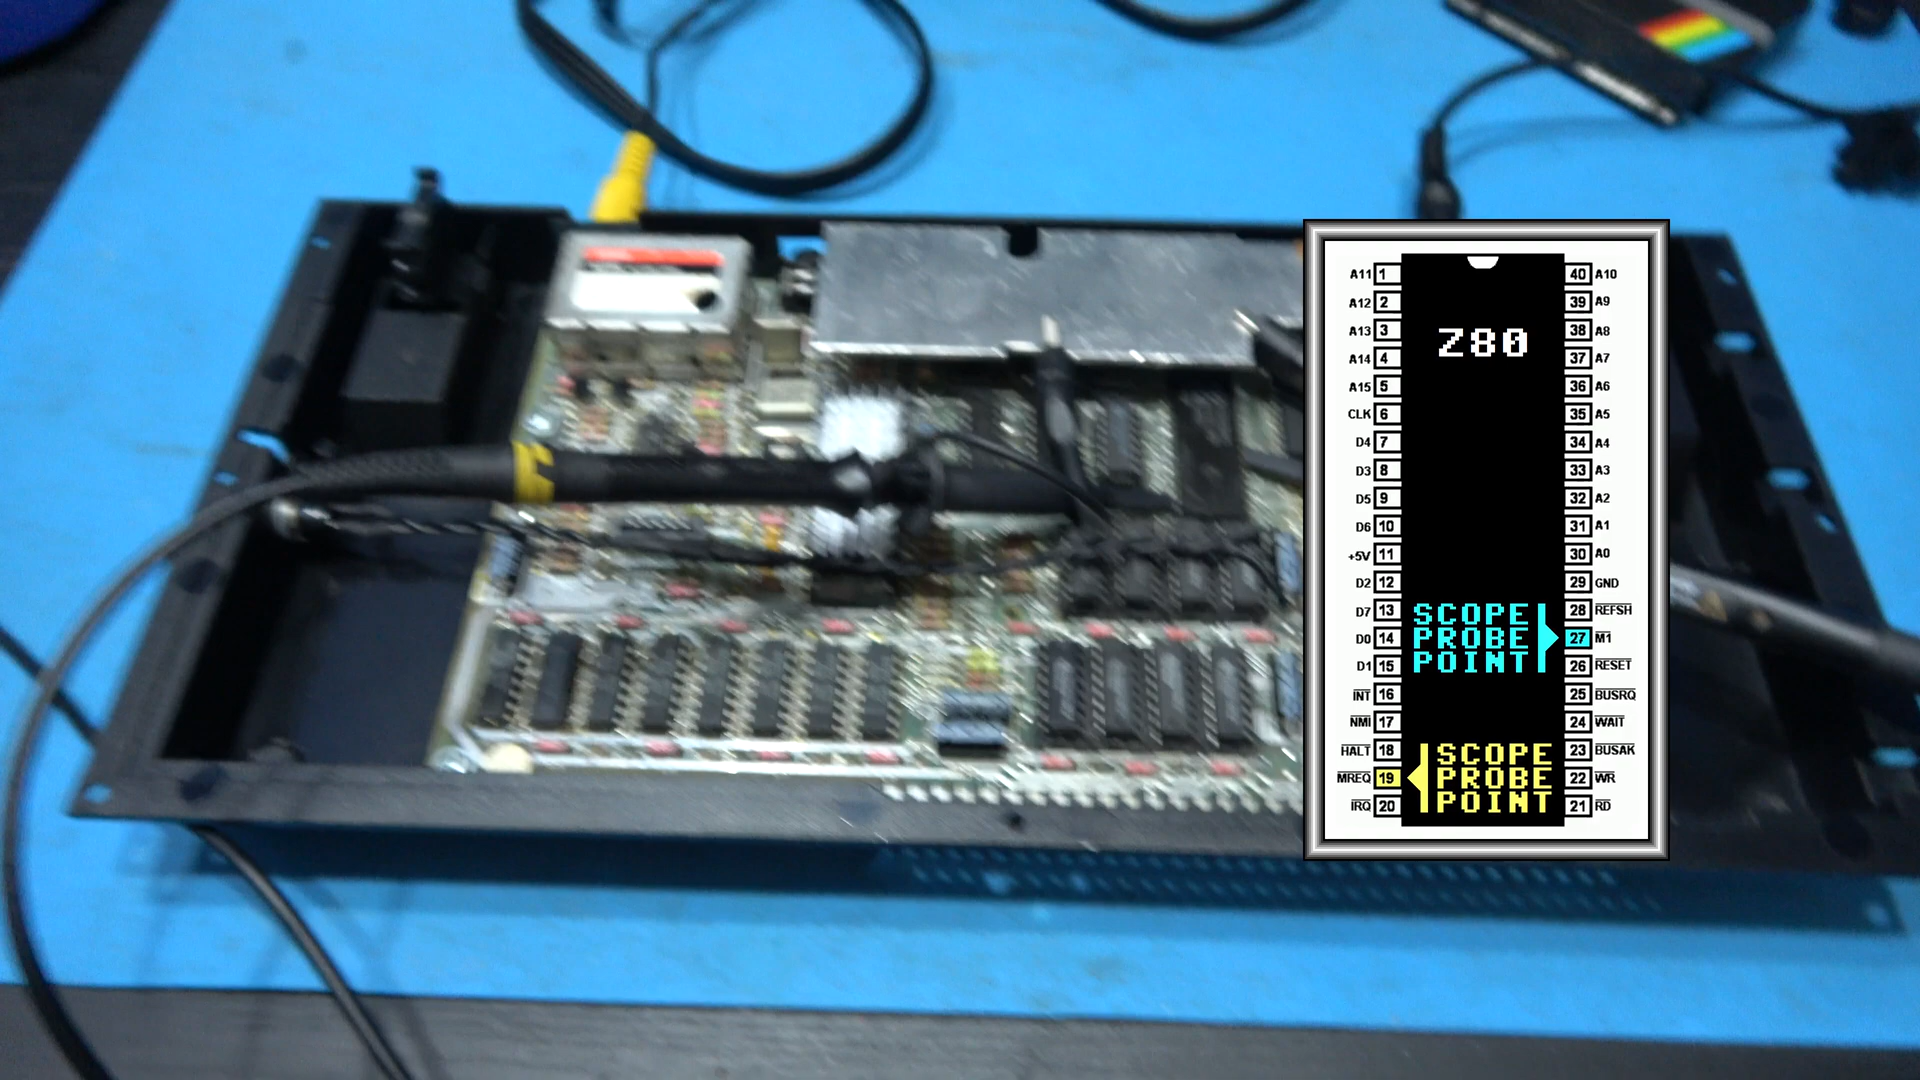 A11 1 40 A10
A12 2 39 A9
A13 3 Z80 38 A8
A14 4 37 A7
A15 5 36 A6
CLK 6 35 A5
D4 7 34 A4
D3 8 33 A3
D5 9 32 A2
D6 10 31 A1
+5V 11 30 A0
D2 12 29 GND
D7 13 SCOPE 28 REFSH
D0 14 PROBE 27 M1
D1 15 POINT 26 RESET
INT 16 25 BUSRQ
NMI 17 24 WAIT
HALT 18 SCOPE 23 BUSAK
MREQ 19 PROBE 22 WR
IRQ 20 POINT 21 RD